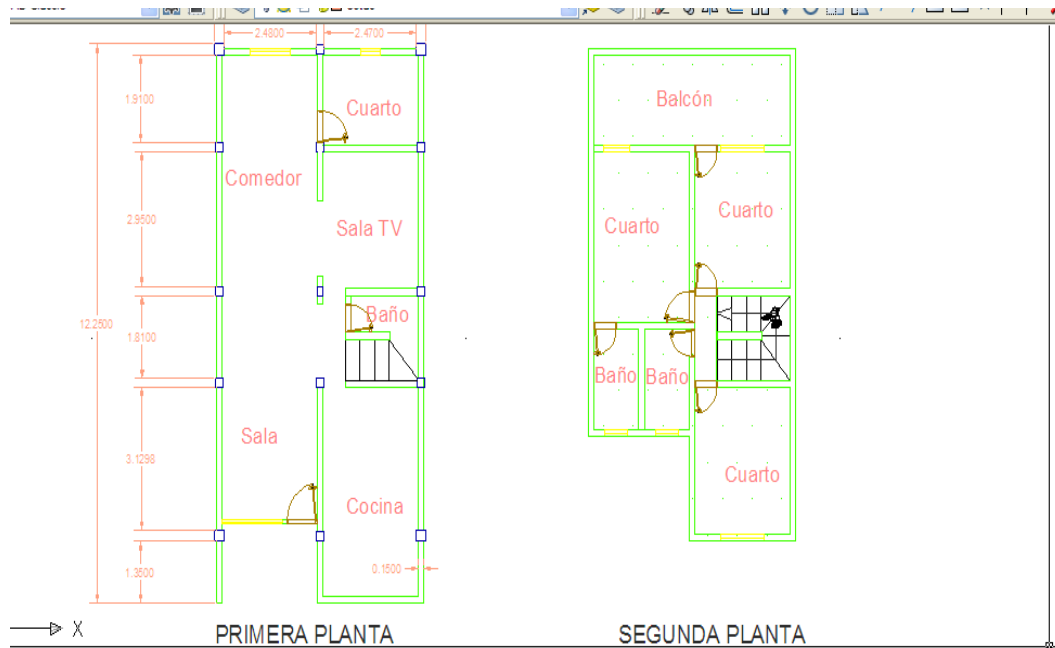 2.4800
2.4700
1.9100
Cuarto
Comedor
2.9500
Sala TV
12.2500
1.8100
Baño
Sala
3.1298
Cocina
0.1500
1.3500
X
PRIMERA PLANTA
Balcón
Cuarto
Cuarto
Baño
Baño
Cuarto
SEGUNDA PLANTA